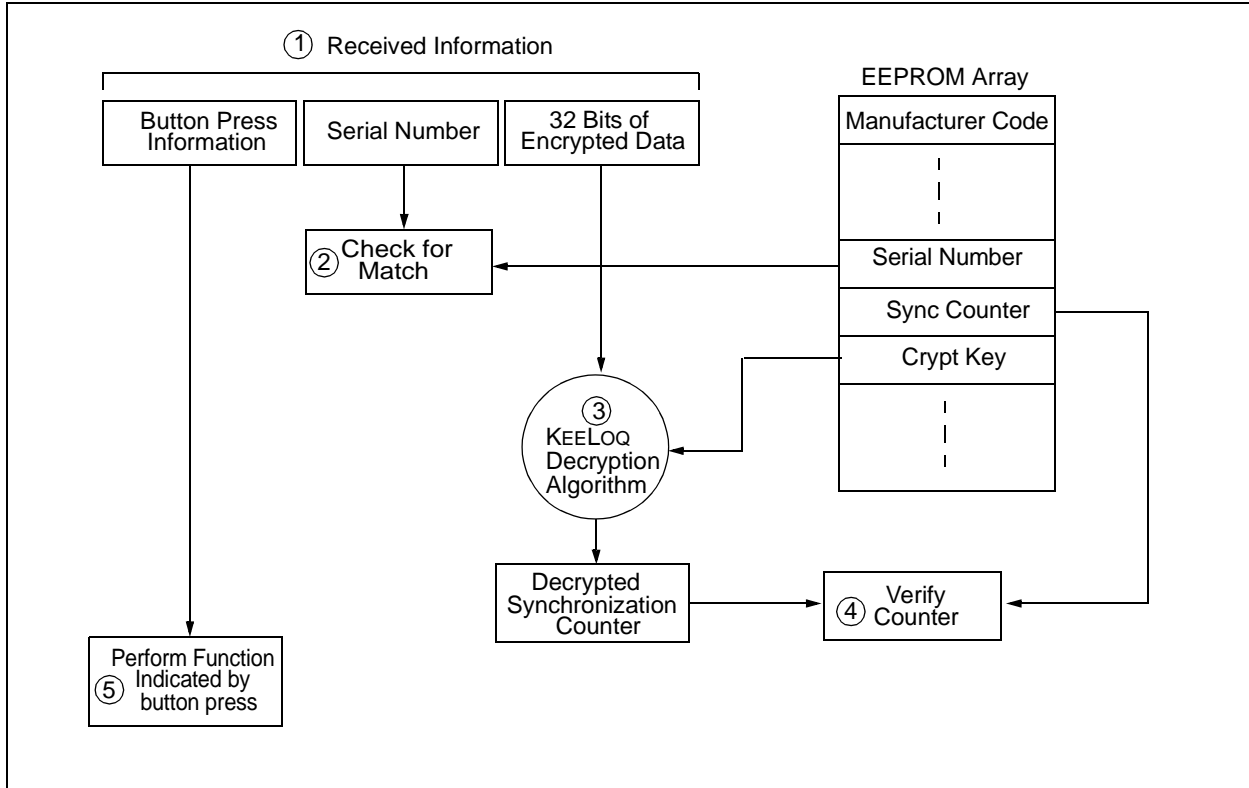 1 Received Information
Button Press
Information
Serial Number
32 Bits of
Encrypted Data
EEPROM Array
Manufacturer Code
Serial Number
Sync Counter
Crypt Key
2 Check for
Match
3
KEELOQ
Decryption
Algorithm
Decrypted
Synchronization
Counter
4 Verify
Counter
Perform Function
5 Indicated by
button press